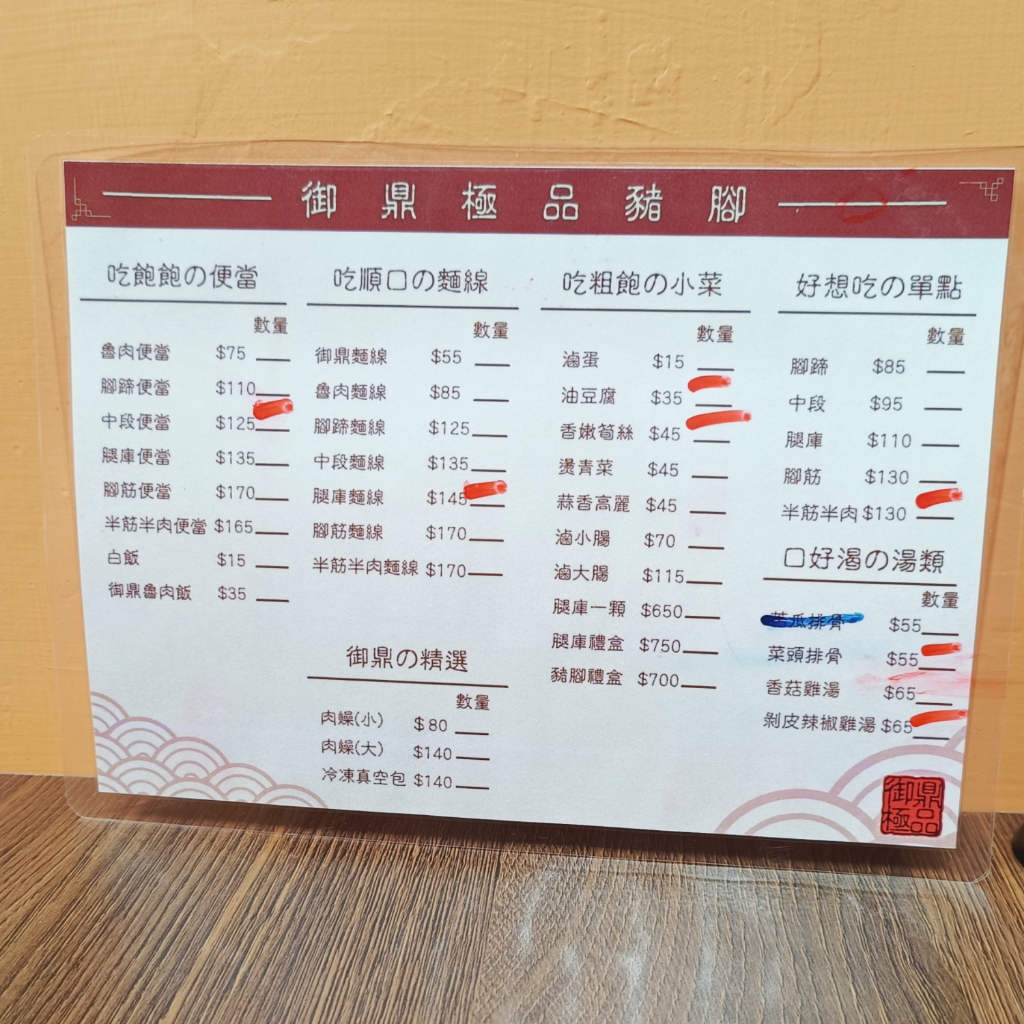 御鼎極品豬腳
吃飽飽の便當
數量
魯肉便當 $75
腳蹄便當 $110
中段便當 $125
腿庫便當 $135
腳筋便當 $170
半筋半肉便當 $165
白飯 $15
御鼎魯肉飯 $35
吃順口の麵線
數量
御鼎麵線 $55
魯肉麵線 $85
腳蹄麵線 $125
中段麵線 $135
腿庫麵線 $145
腳筋麵線 $170
半筋半肉麵線 $170
御鼎の精選
數量
肉燥(小) $80
肉燥(大) $140
冷凍真空包 $140
吃粗飽の小菜
數量
滷蛋 $15
油豆腐 $35
香嫩筍絲 $45
燙青菜 $45
蒜香高麗 $45
滷小腸 $70
滷大腸 $115
腿庫一顆 $650
腿庫禮盒 $750
豬腳禮盒 $700
好想吃の單點
數量
腳蹄 $85
中段 $95
腿庫 $110
腳筋 $130
半筋半肉 $130
口好渴の湯類
數量
苦瓜排骨 $55
菜頭排骨 $55
香菇雞湯 $65
剝皮辣椒雞湯 $65
御鼎極品